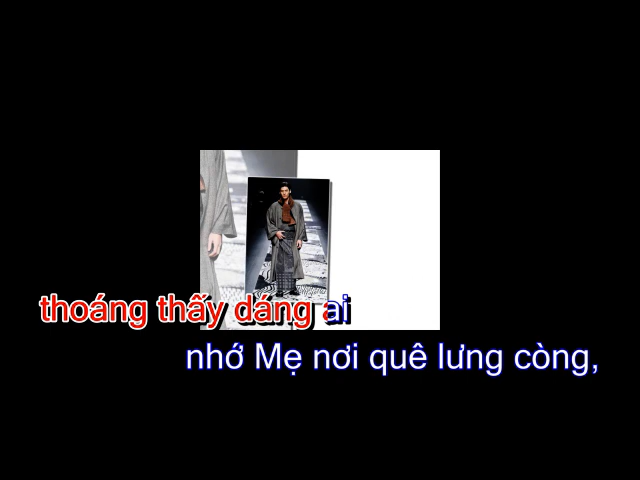 thoáng thấy dáng ai
nhớ Mẹ nơi quê lưng còng,